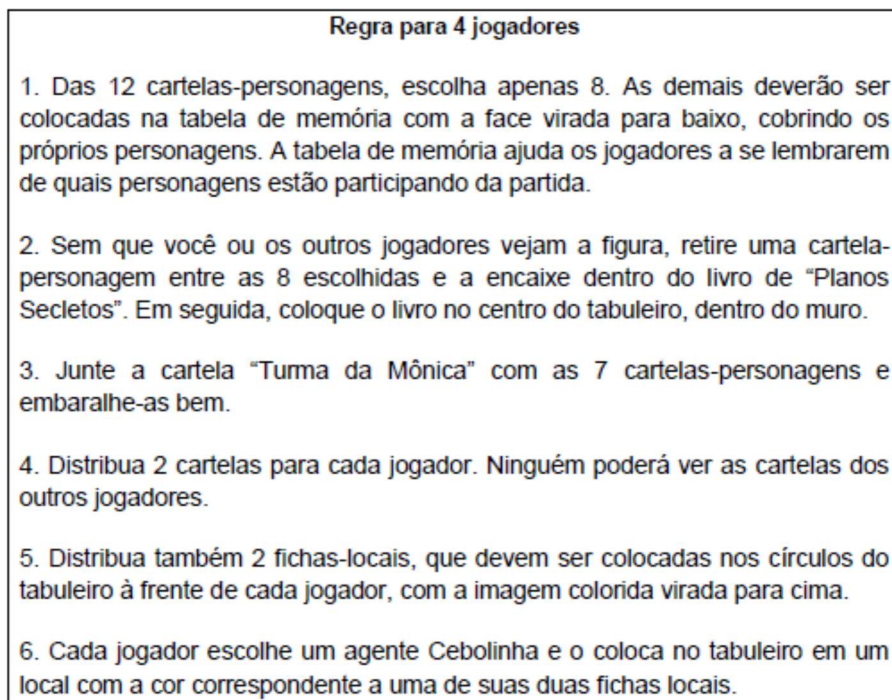 Regra para 4 jogadores
1. Das 12 cartelas-personagens, escolha apenas 8. As demais deverão ser
colocadas na tabela de memória com a face virada para baixo, cobrindo os
próprios personagens. A tabela de memória ajuda os jogadores a se lembrarem
de quais personagens estão participando da partida.
2. Sem que você ou os outros jogadores vejam a figura, retire uma cartela-
personagem entre as 8 escolhidas e a encaixe dentro do livro de “Planos
Secletos”. Em seguida, coloque o livro no centro do tabuleiro, dentro do muro.
3. Junte a cartela “Turma da Mônica” com as 7 cartelas-personagens e
embaralhe-as bem.
4. Distribua 2 cartelas para cada jogador. Ninguém poderá ver as cartelas dos
outros jogadores.
5. Distribua também 2 fichas-locais, que devem ser colocadas nos círculos do
tabuleiro à frente de cada jogador, com a imagem colorida virada para cima.
6. Cada jogador escolhe um agente Cebolinha e o coloca no tabuleiro em um
local com a cor correspondente a uma de suas duas fichas locais.